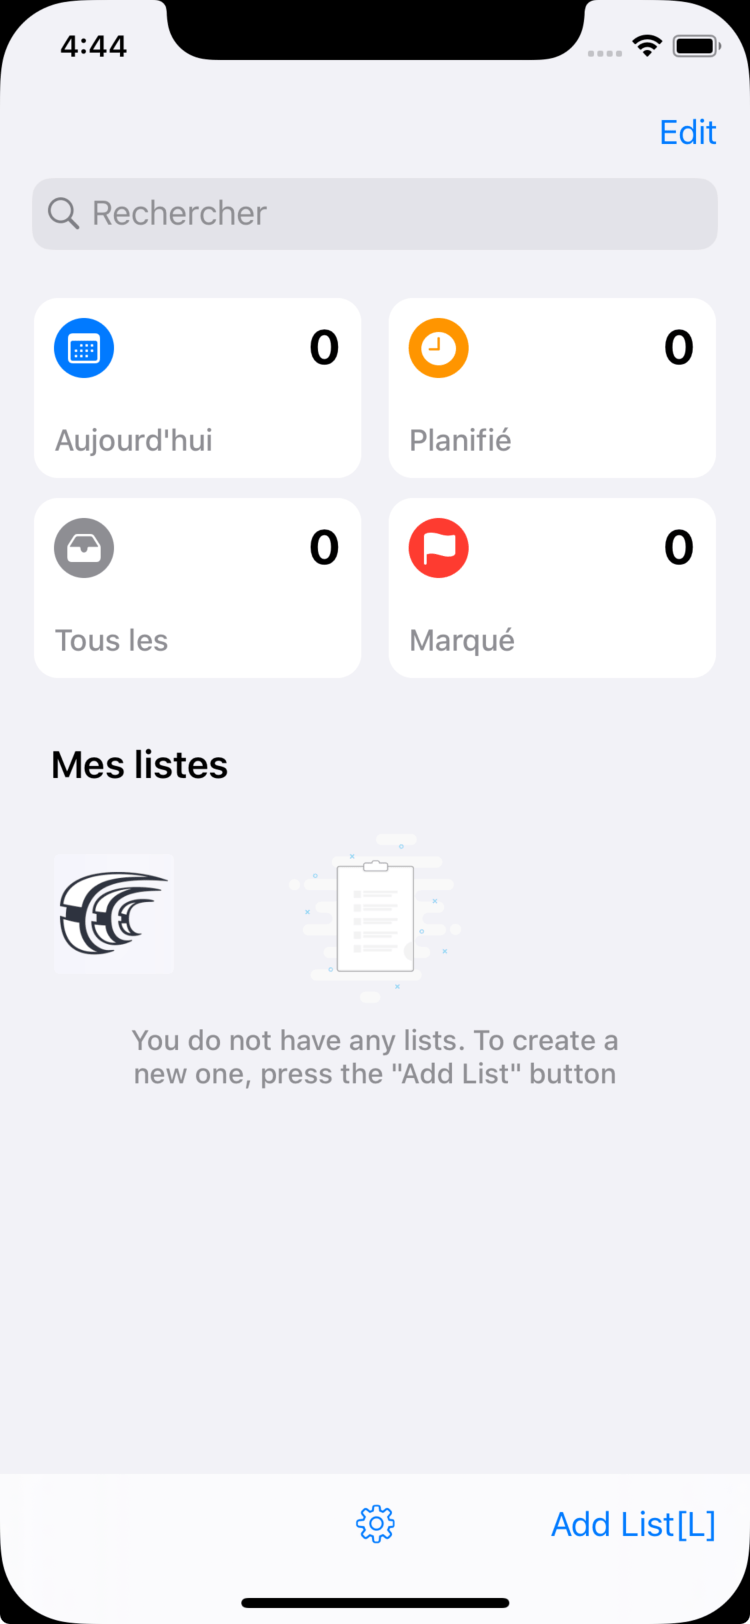 4:44
Edit
Rechercher
0
0
Aujourd'hui
Planifié
0
0
Tous les
Marqué
Mes listes
You do not have any lists. To create a
new one, press the "Add List" button
Add List[L]